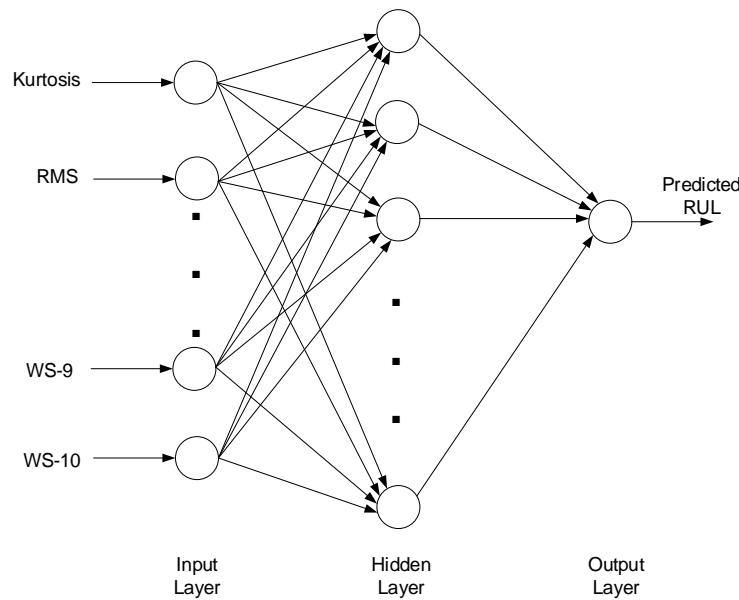 Kurtosis
RMS
Predicted
RUL
WS-9
WS-10
Input
Layer
Hidden
Layer
Output
Layer